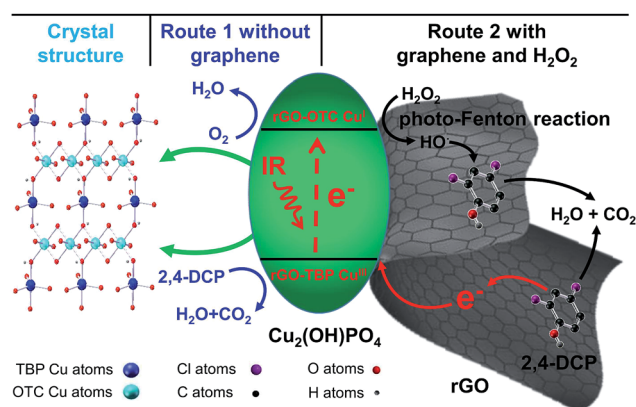 Crystal structure
Route 1 without graphene
Route 2 with graphene and H₂O₂
H₂O
O₂
rGO-OTC Cuᴵ
H₂O₂
photo-Fenton reaction
HO·
IR
e⁻
H₂O + CO₂
2,4-DCP
rGO-TBP Cuᴵᴵ
H₂O+CO₂
e⁻
Cu₂(OH)PO₄
2,4-DCP
rGO
TBP Cu atoms
Cl atoms
O atoms
OTC Cu atoms
C atoms
H atoms